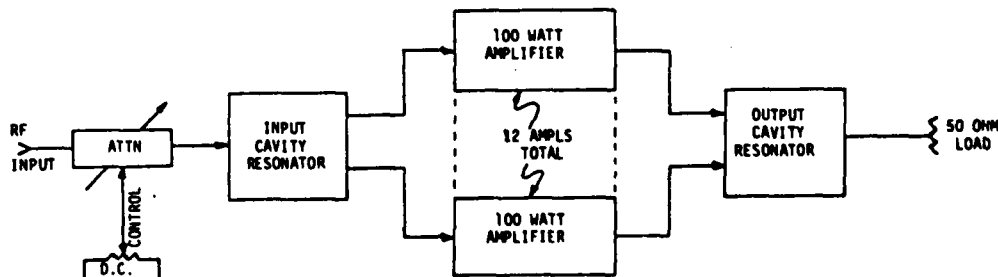 RF
INPUT
ATTN
CONTROL
D.C.
INPUT
CAVITY
RESONATOR
100 WATT
AMPLIFIER
12 AMPLS
TOTAL
100 WATT
AMPLIFIER
OUTPUT
CAVITY
RESONATOR
50 OHM
LOAD